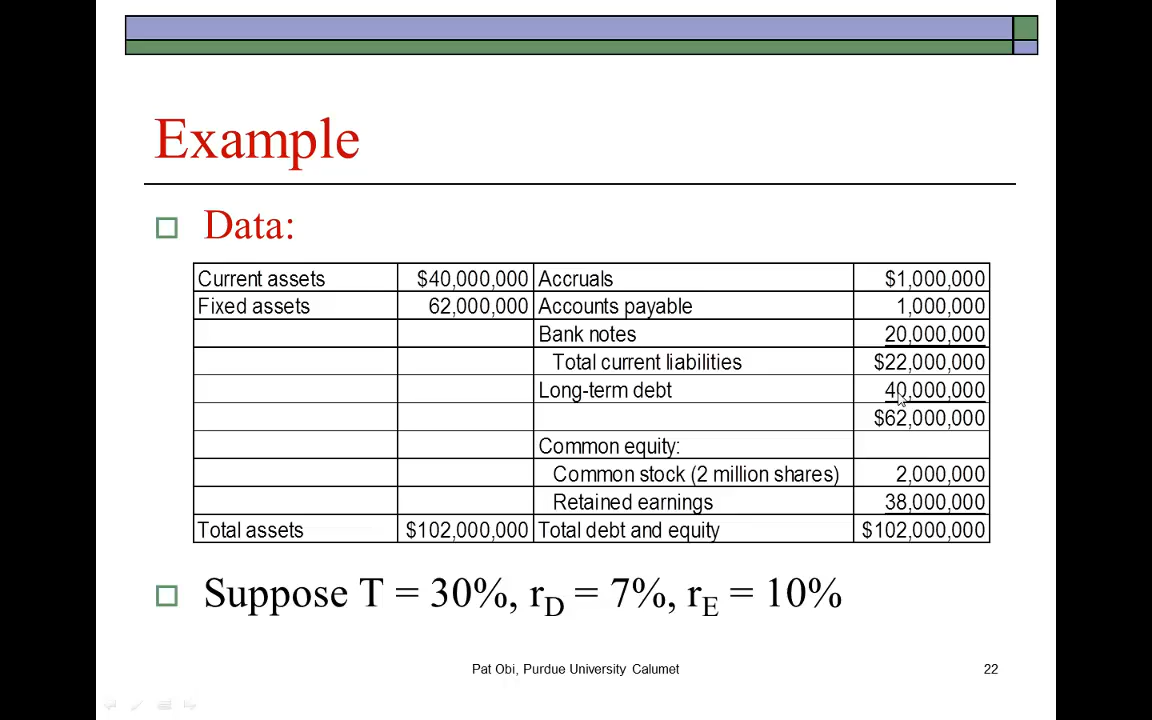 Example
Data:
Current assets $40,000,000 Accruals $1,000,000
Fixed assets 62,000,000 Accounts payable 1,000,000
Bank notes 20,000,000
Total current liabilities $22,000,000
Long-term debt 40,000,000
$62,000,000
Common equity:
Common stock (2 million shares) 2,000,000
Retained earnings 38,000,000
Total assets $102,000,000 Total debt and equity $102,000,000
Suppose T = 30%, rD = 7%, rE = 10%
Pat Obi, Purdue University Calumet 22